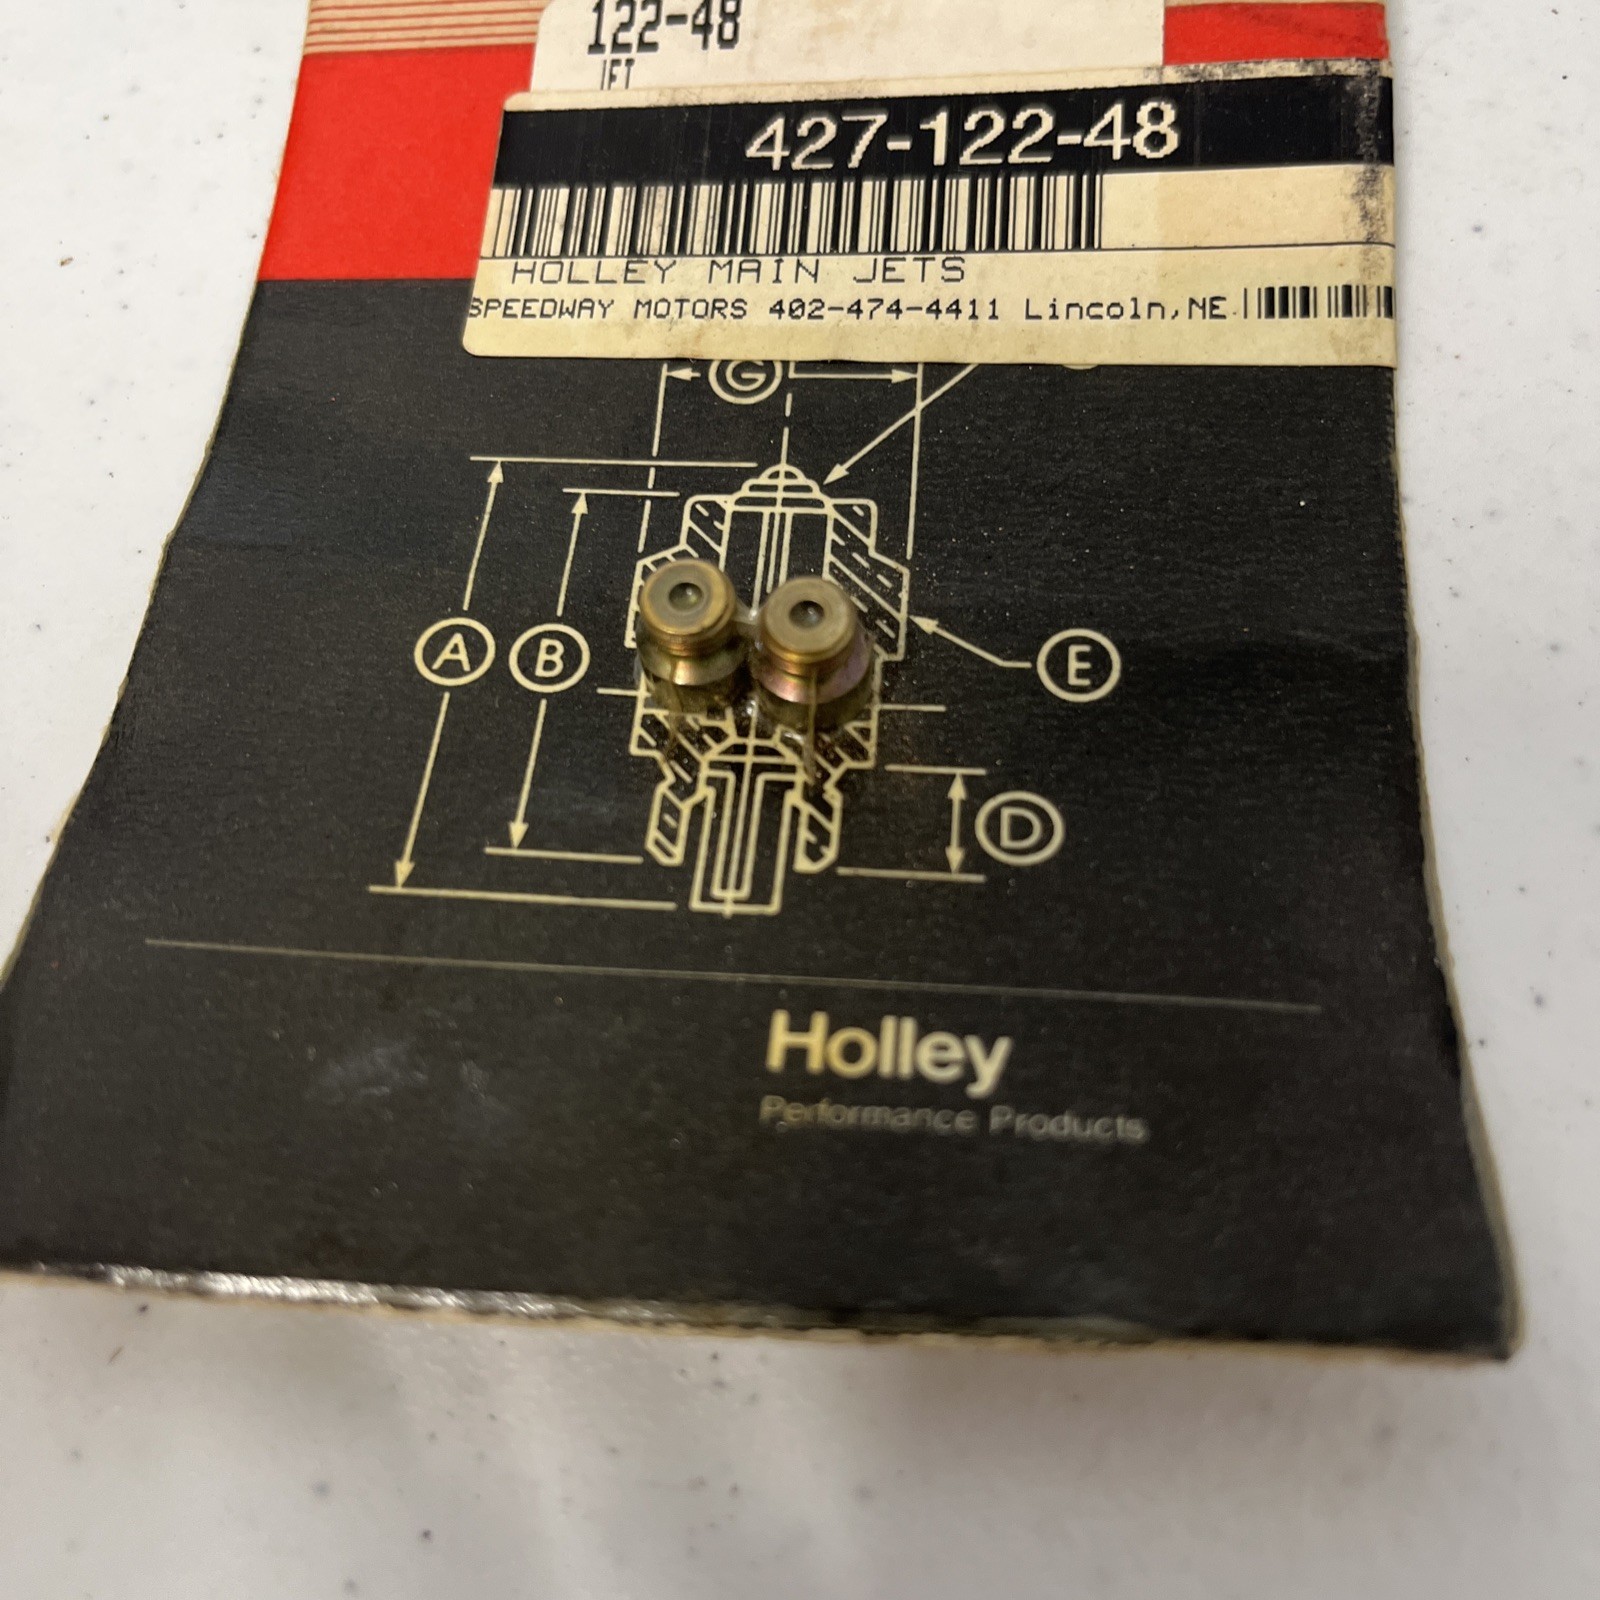 122-48
JET
427-122-48
HOLLEY MAIN JETS
SPEEDWAY MOTORS 402-474-4411 Lincoln, NE.
G
A
B
E
D
Holley
Performance Products